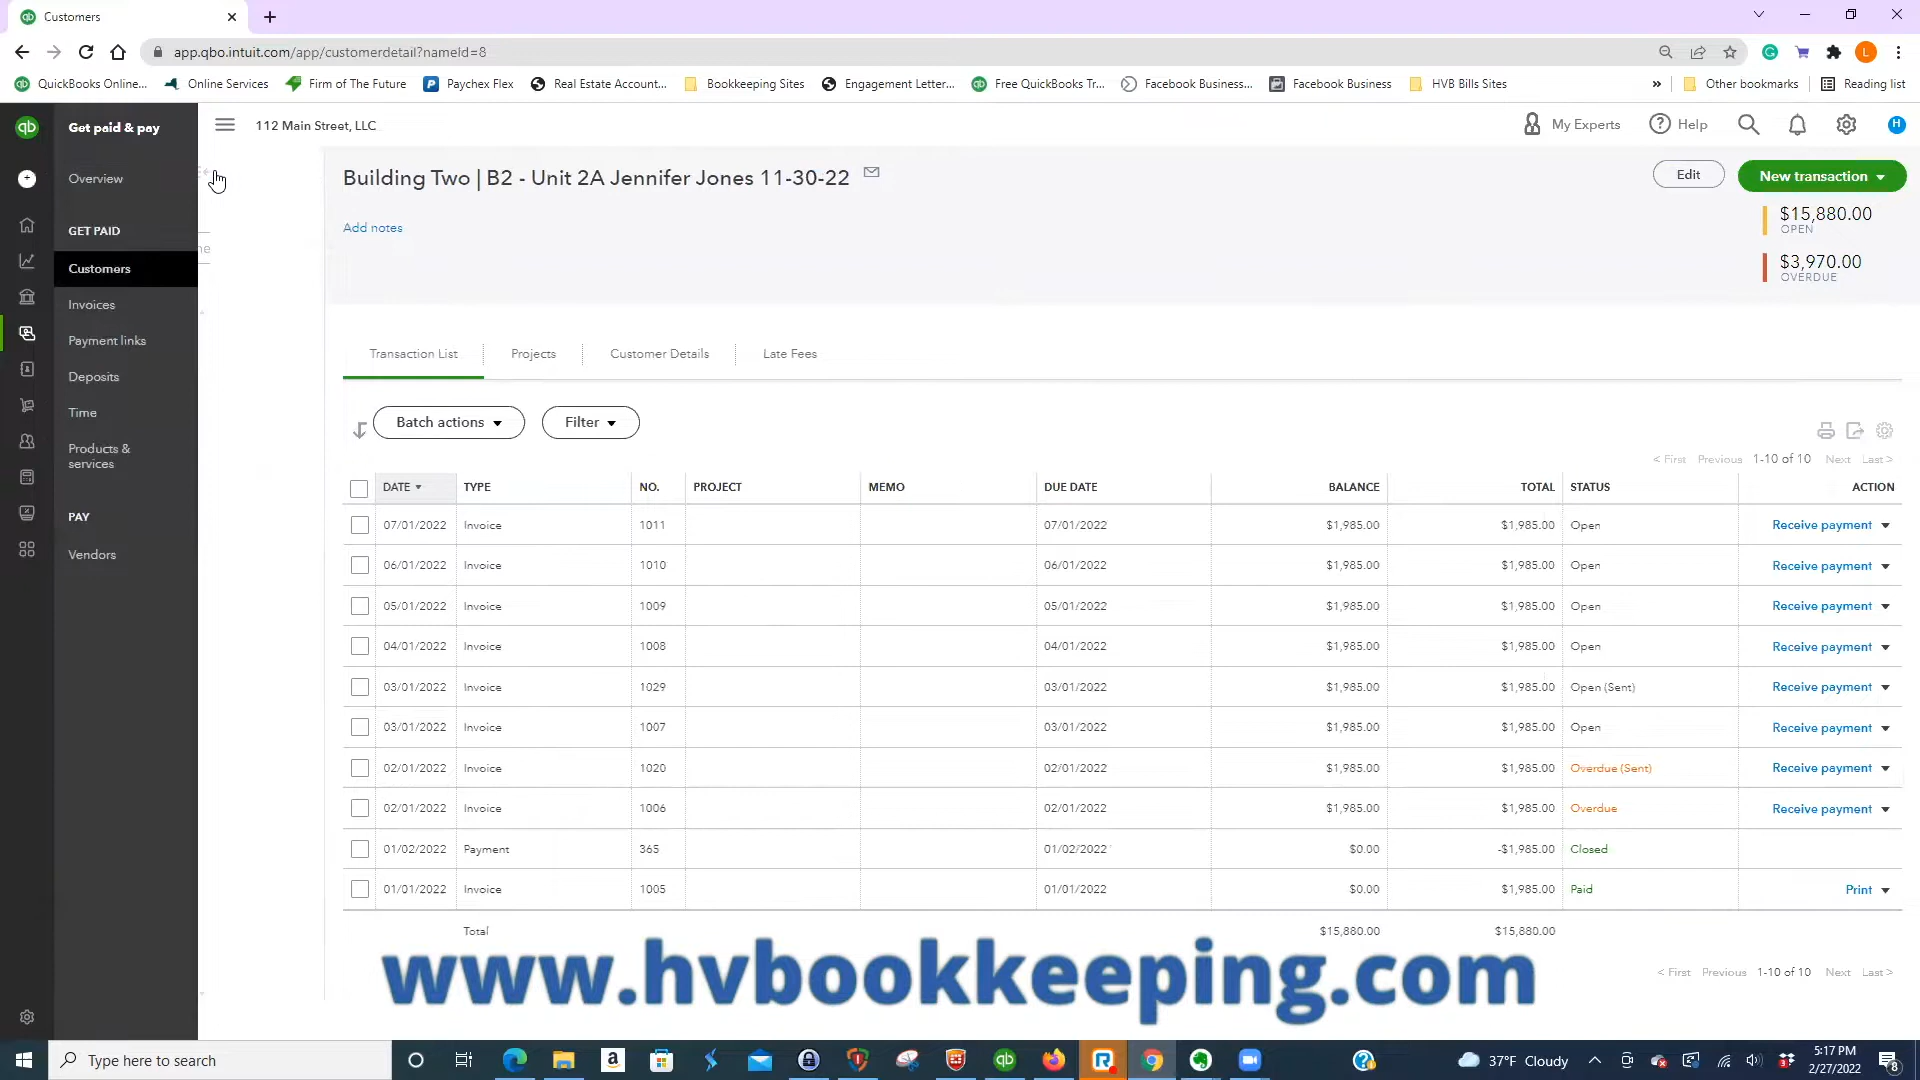 Customers
app.qbo.intuit.com/app/customerdetail?nameId=8
QuickBooks Online... Online Services Firm of The Future Paychex Flex Real Estate Account... Bookkeeping Sites Engagement Letter... Free QuickBooks Tr... Facebook Business... Facebook Business HVB Bills Sites » Other bookmarks Reading list
qb Get paid & pay 112 Main Street, LLC My Experts Help H
Overview
GET PAID
Customers
Invoices
Payment links
Deposits
Time
Products &
services
PAY
Vendors
Building Two | B2 - Unit 2A Jennifer Jones 11-30-22 Edit New transaction
Add notes
$15,880.00
OPEN
$3,970.00
OVERDUE
Transaction List Projects Customer Details Late Fees
Batch actions Filter
< First Previous 1-10 of 10 Next Last >
DATE TYPE NO. PROJECT MEMO DUE DATE BALANCE TOTAL STATUS ACTION
07/01/2022 Invoice 1011 07/01/2022 $1,985.00 $1,985.00 Open Receive payment
06/01/2022 Invoice 1010 06/01/2022 $1,985.00 $1,985.00 Open Receive payment
05/01/2022 Invoice 1009 05/01/2022 $1,985.00 $1,985.00 Open Receive payment
04/01/2022 Invoice 1008 04/01/2022 $1,985.00 $1,985.00 Open Receive payment
03/01/2022 Invoice 1029 03/01/2022 $1,985.00 $1,985.00 Open (Sent) Receive payment
03/01/2022 Invoice 1007 03/01/2022 $1,985.00 $1,985.00 Open Receive payment
02/01/2022 Invoice 1020 02/01/2022 $1,985.00 $1,985.00 Overdue (Sent) Receive payment
02/01/2022 Invoice 1006 02/01/2022 $1,985.00 $1,985.00 Overdue Receive payment
01/02/2022 Payment 365 01/02/2022 $0.00 -$1,985.00 Closed
01/01/2022 Invoice 1005 01/01/2022 $0.00 $1,985.00 Paid Print
Total $15,880.00 $15,880.00
< First Previous 1-10 of 10 Next Last >
www.hvbookkeeping.com
Type here to search
37°F Cloudy
5:17 PM
2/27/2022
8